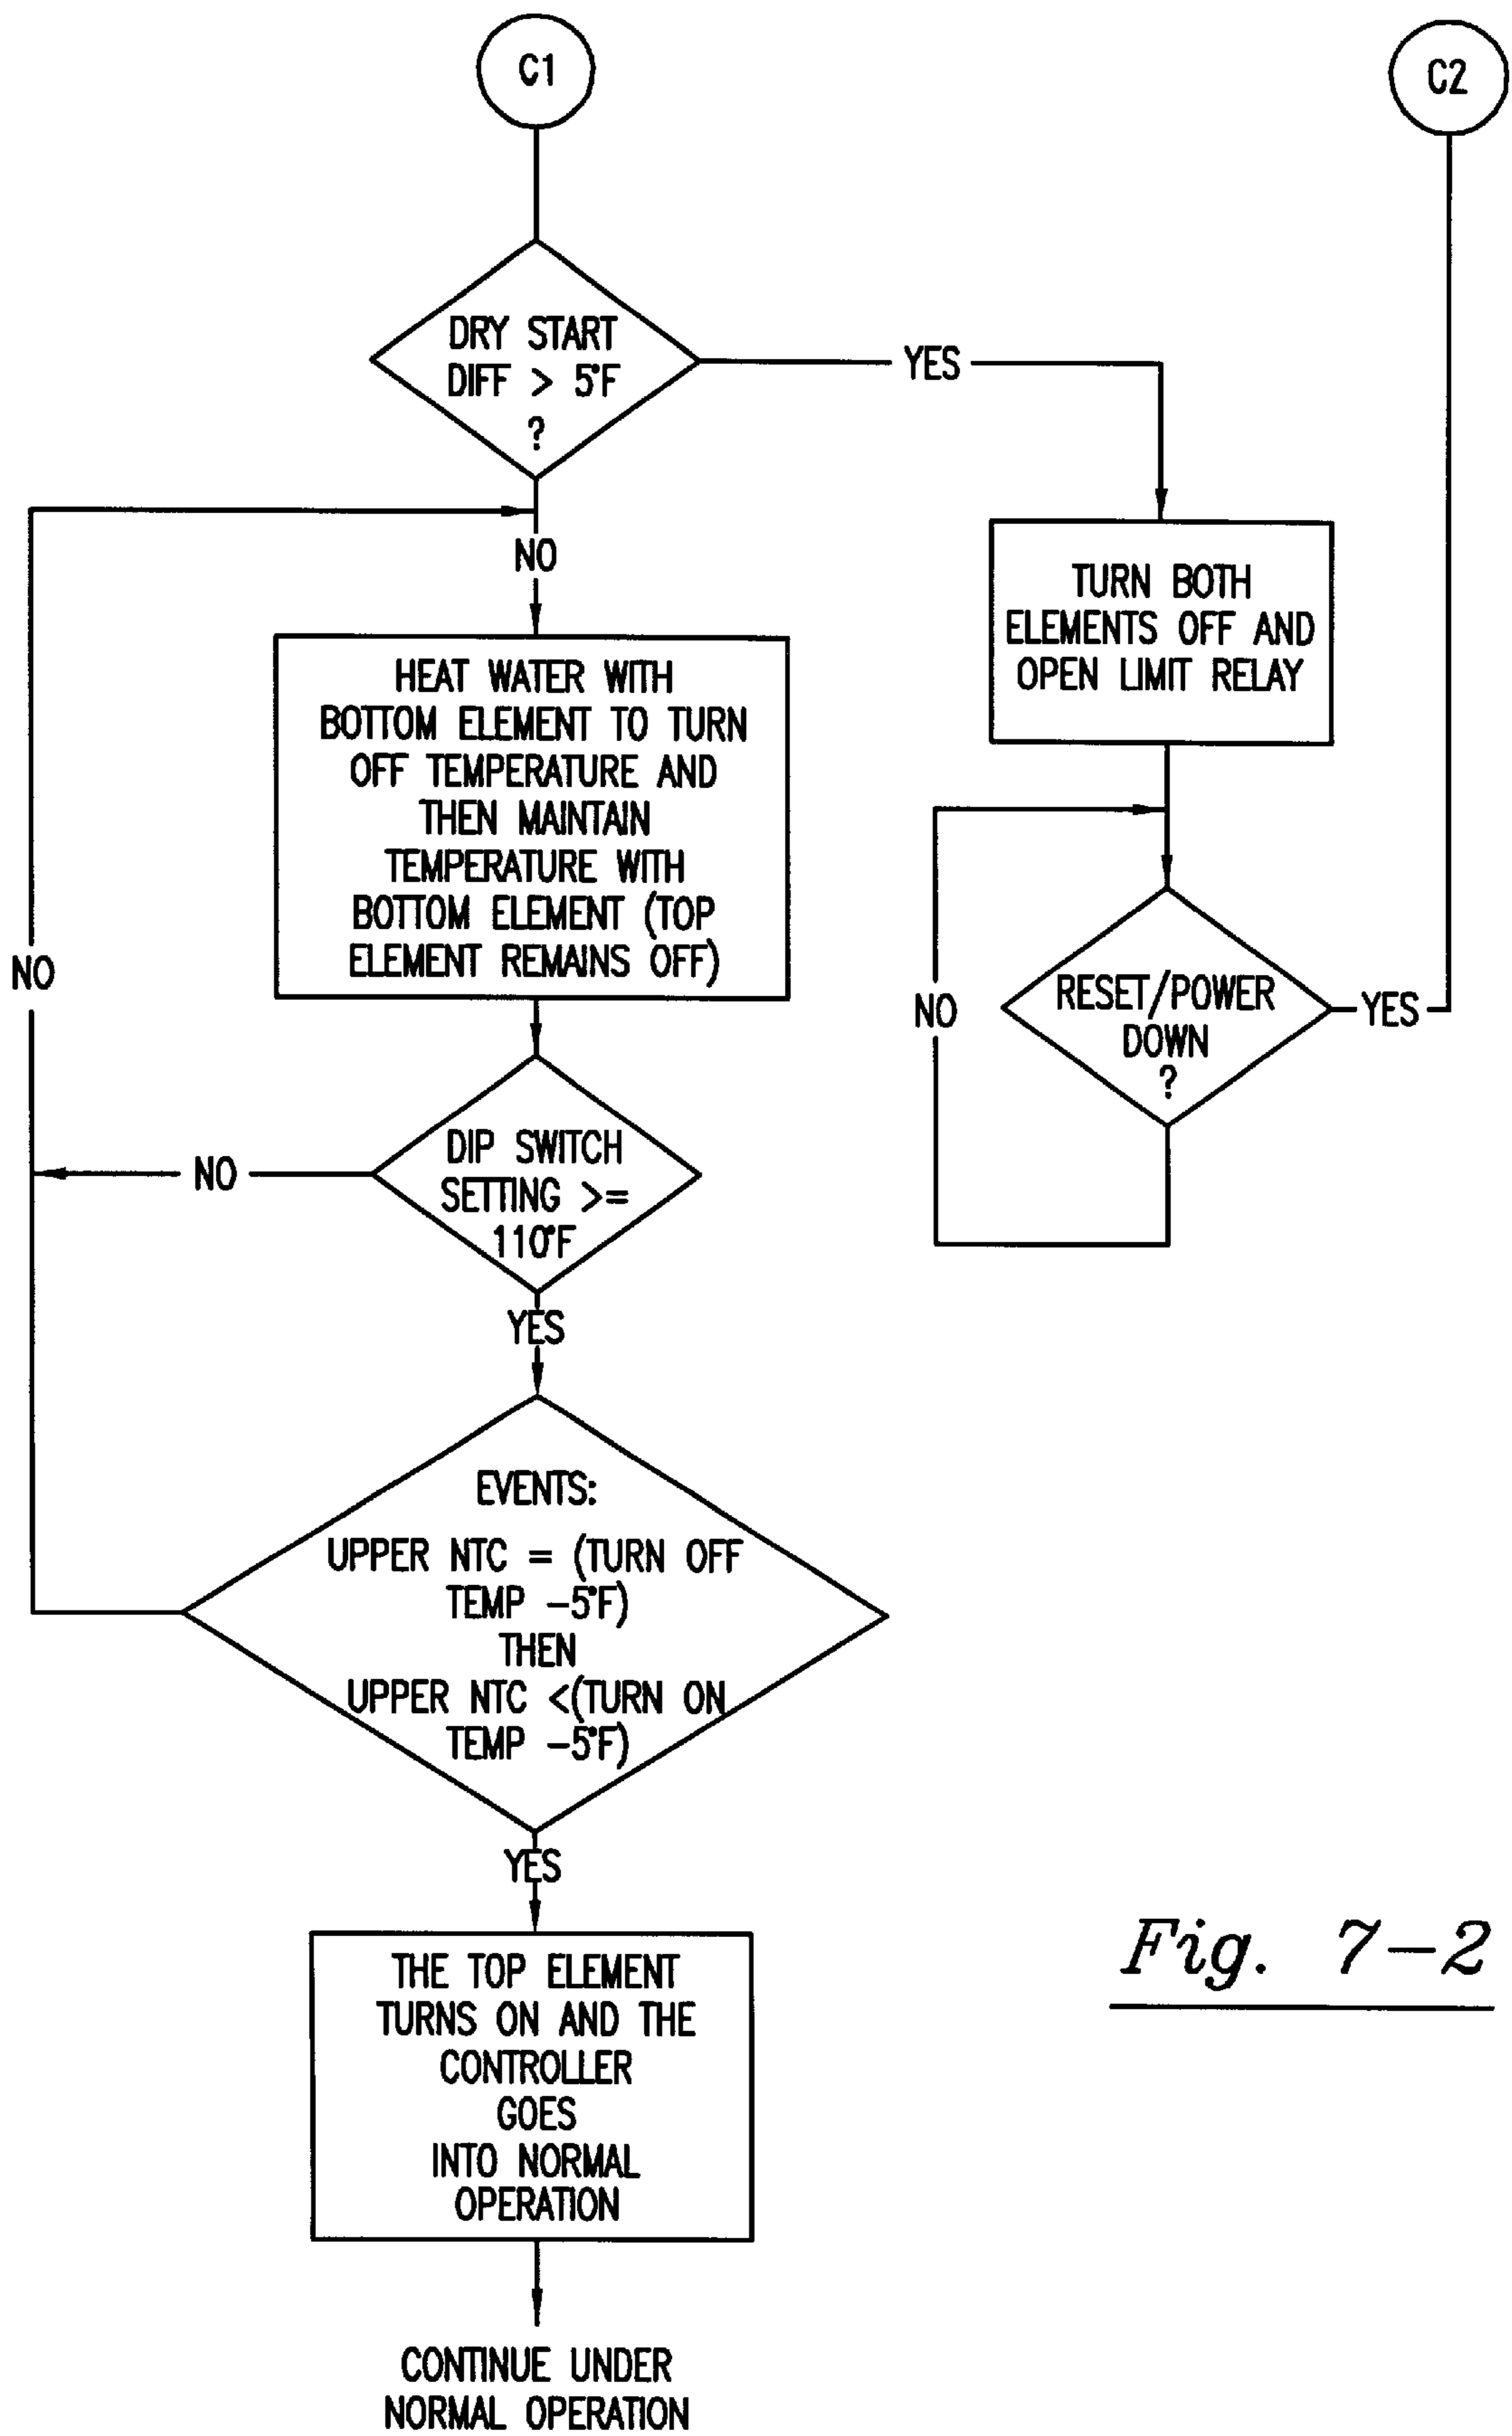 C1
C2
DRY START
DIFF > 5°F
?
YES
NO
TURN BOTH
ELEMENTS OFF AND
OPEN LIMIT RELAY
HEAT WATER WITH
BOTTOM ELEMENT TO TURN
OFF TEMPERATURE AND
THEN MAINTAIN
TEMPERATURE WITH
BOTTOM ELEMENT (TOP
ELEMENT REMAINS OFF)
NO
NO
RESET/POWER
DOWN
?
YES
DIP SWITCH
SETTING >=
110°F
NO
YES
EVENTS:
UPPER NTC = (TURN OFF
TEMP -5°F)
THEN
UPPER NTC <(TURN ON
TEMP -5°F)
YES
THE TOP ELEMENT
TURNS ON AND THE
CONTROLLER
GOES
INTO NORMAL
OPERATION
Fig. 7-2
CONTINUE UNDER
NORMAL OPERATION